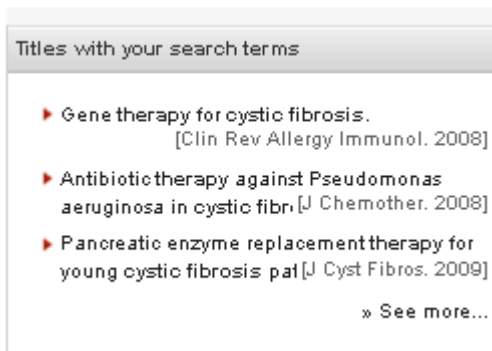 Titles with your search terms
Gene therapy for cystic fibrosis.
[Clin Rev Allergy Immunol. 2008]
Antibiotic therapy against Pseudomonas
aeruginosa in cystic fibr [J Chemother. 2008]
Pancreatic enzyme replacement therapy for
young cystic fibrosis pat [J Cyst Fibros. 2009]
» See more...